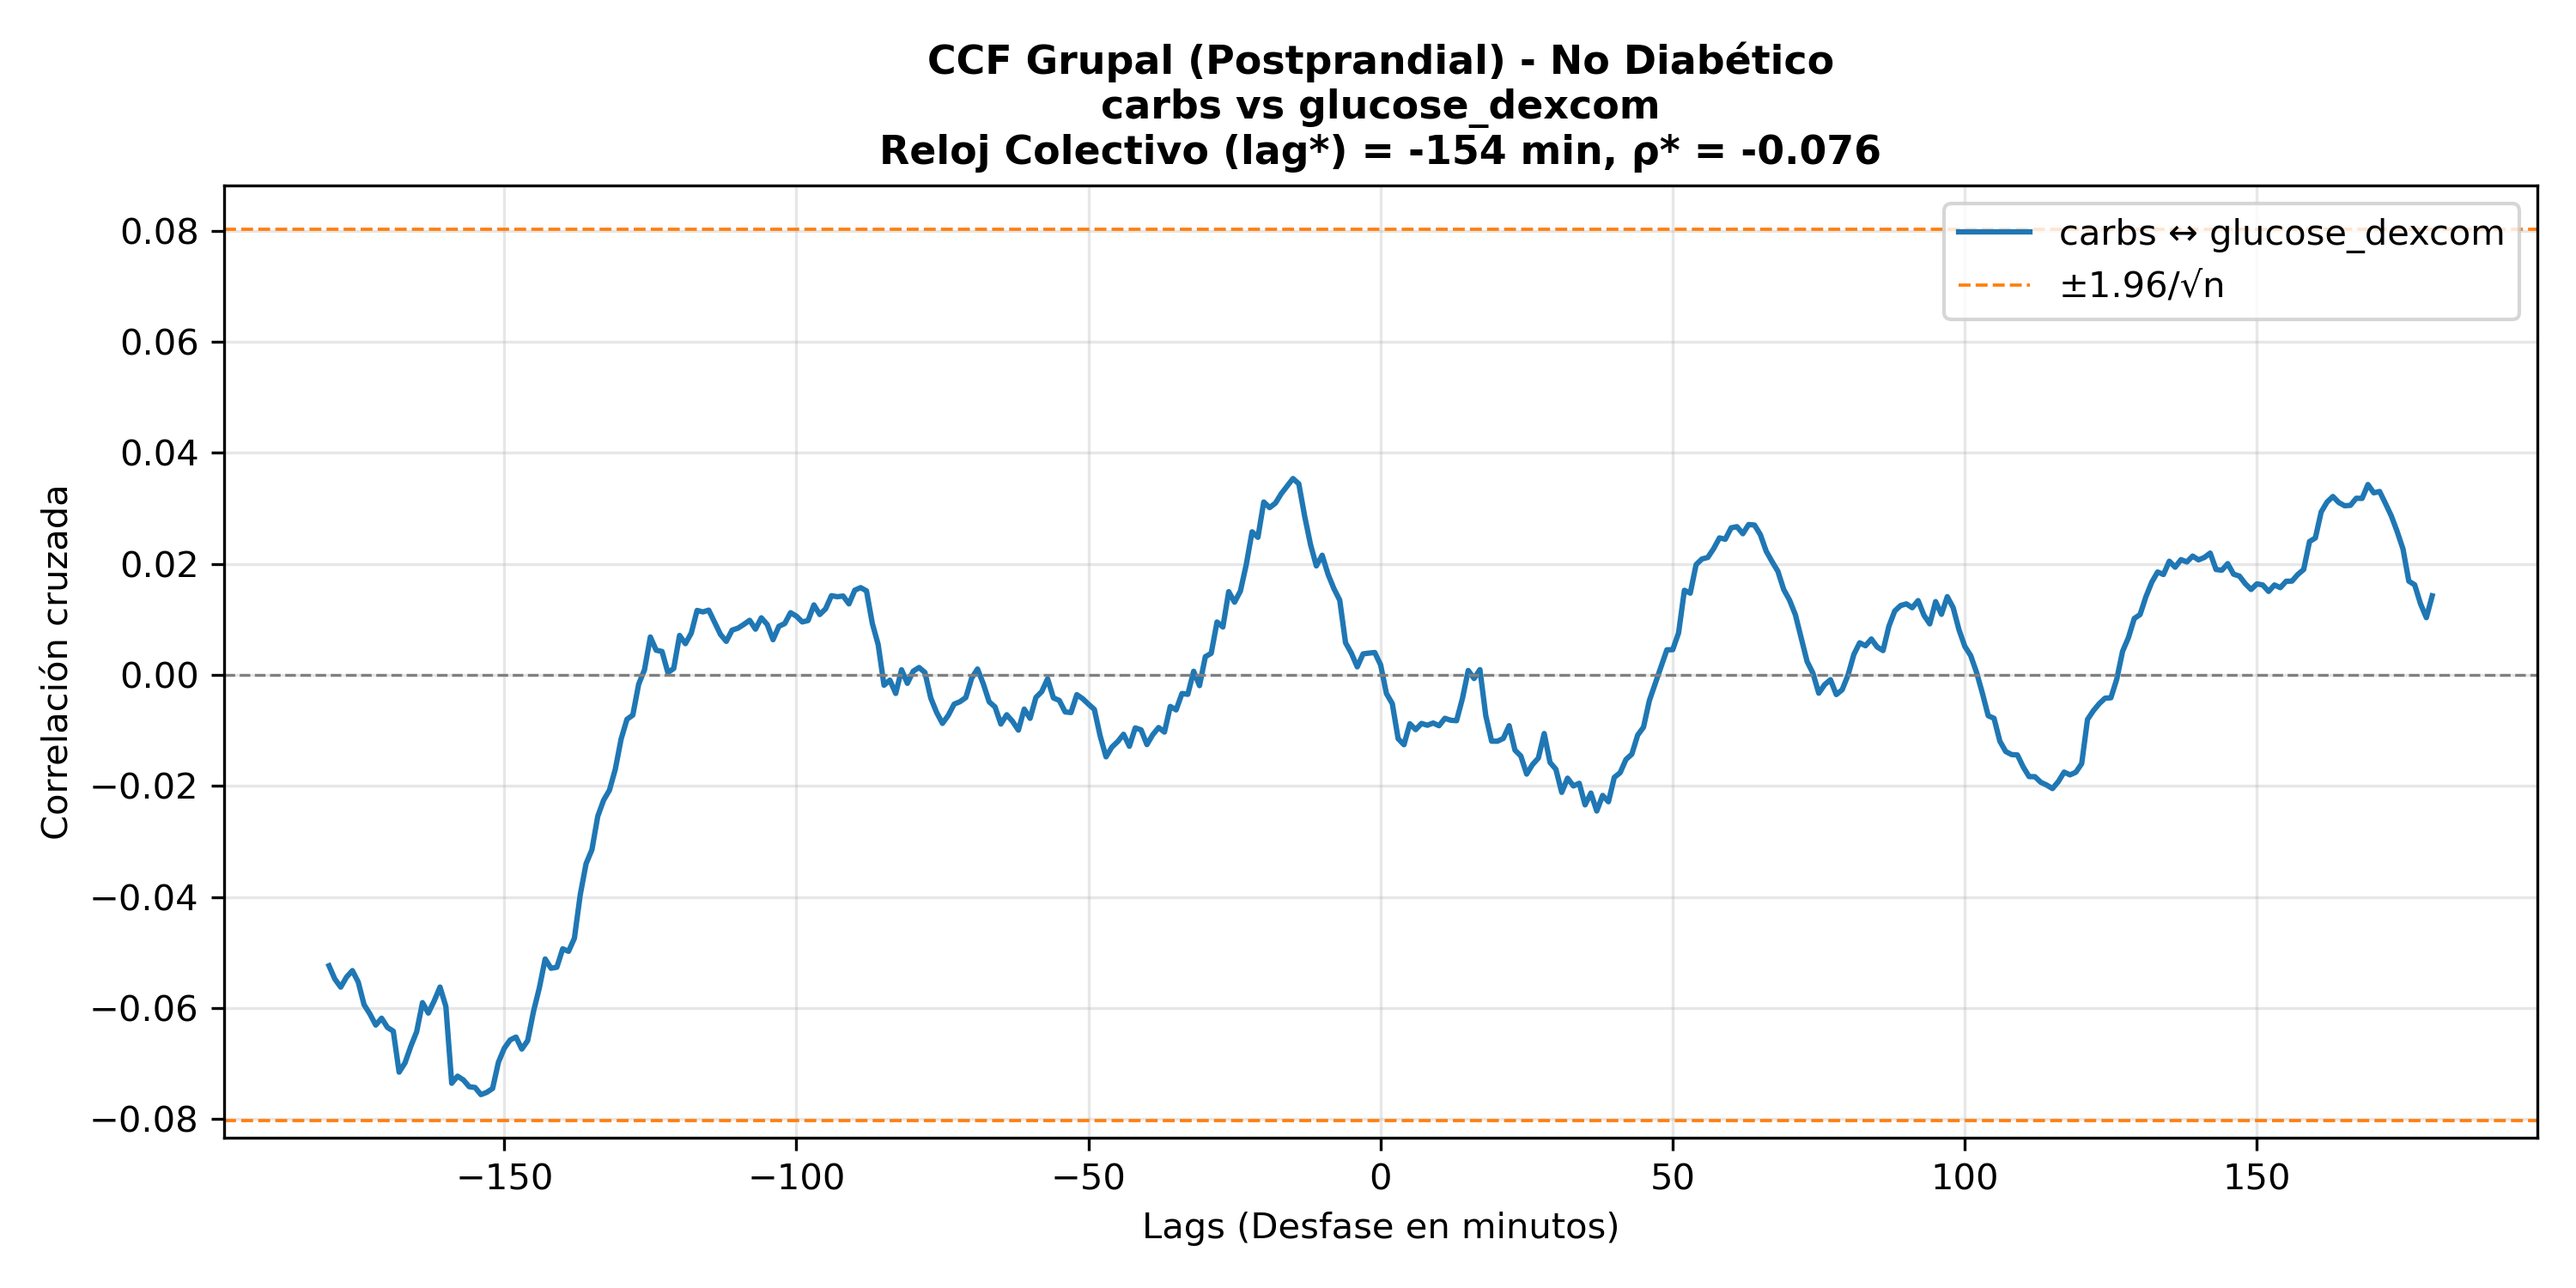 CCF Grupal (Postprandial) - No Diabético
carbs vs glucose_dexcom
Reloj Colectivo (lag*) = -154 min, ρ* = -0.076
carbs ↔ glucose_dexcom
±1.96/√n
Correlación cruzada
0.08
0.06
0.04
0.02
0.00
−0.02
−0.04
−0.06
−0.08
−150
−100
−50
0
50
100
150
Lags (Desfase en minutos)